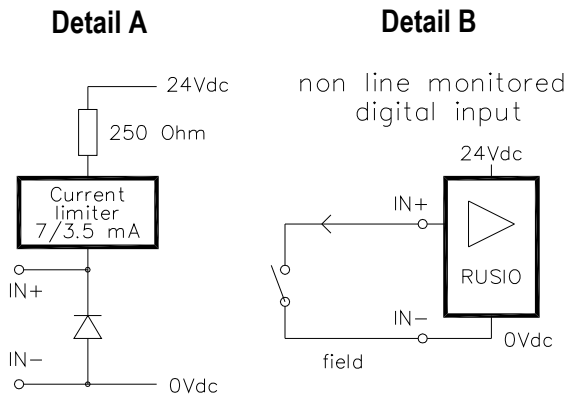 Detail A
24Vdc
250 Ohm
Current
limiter
7/3.5 mA
IN+
IN-
0Vdc
Detail B
non line monitored
digital input
24Vdc
IN+
RUSIO
IN-
0Vdc
field